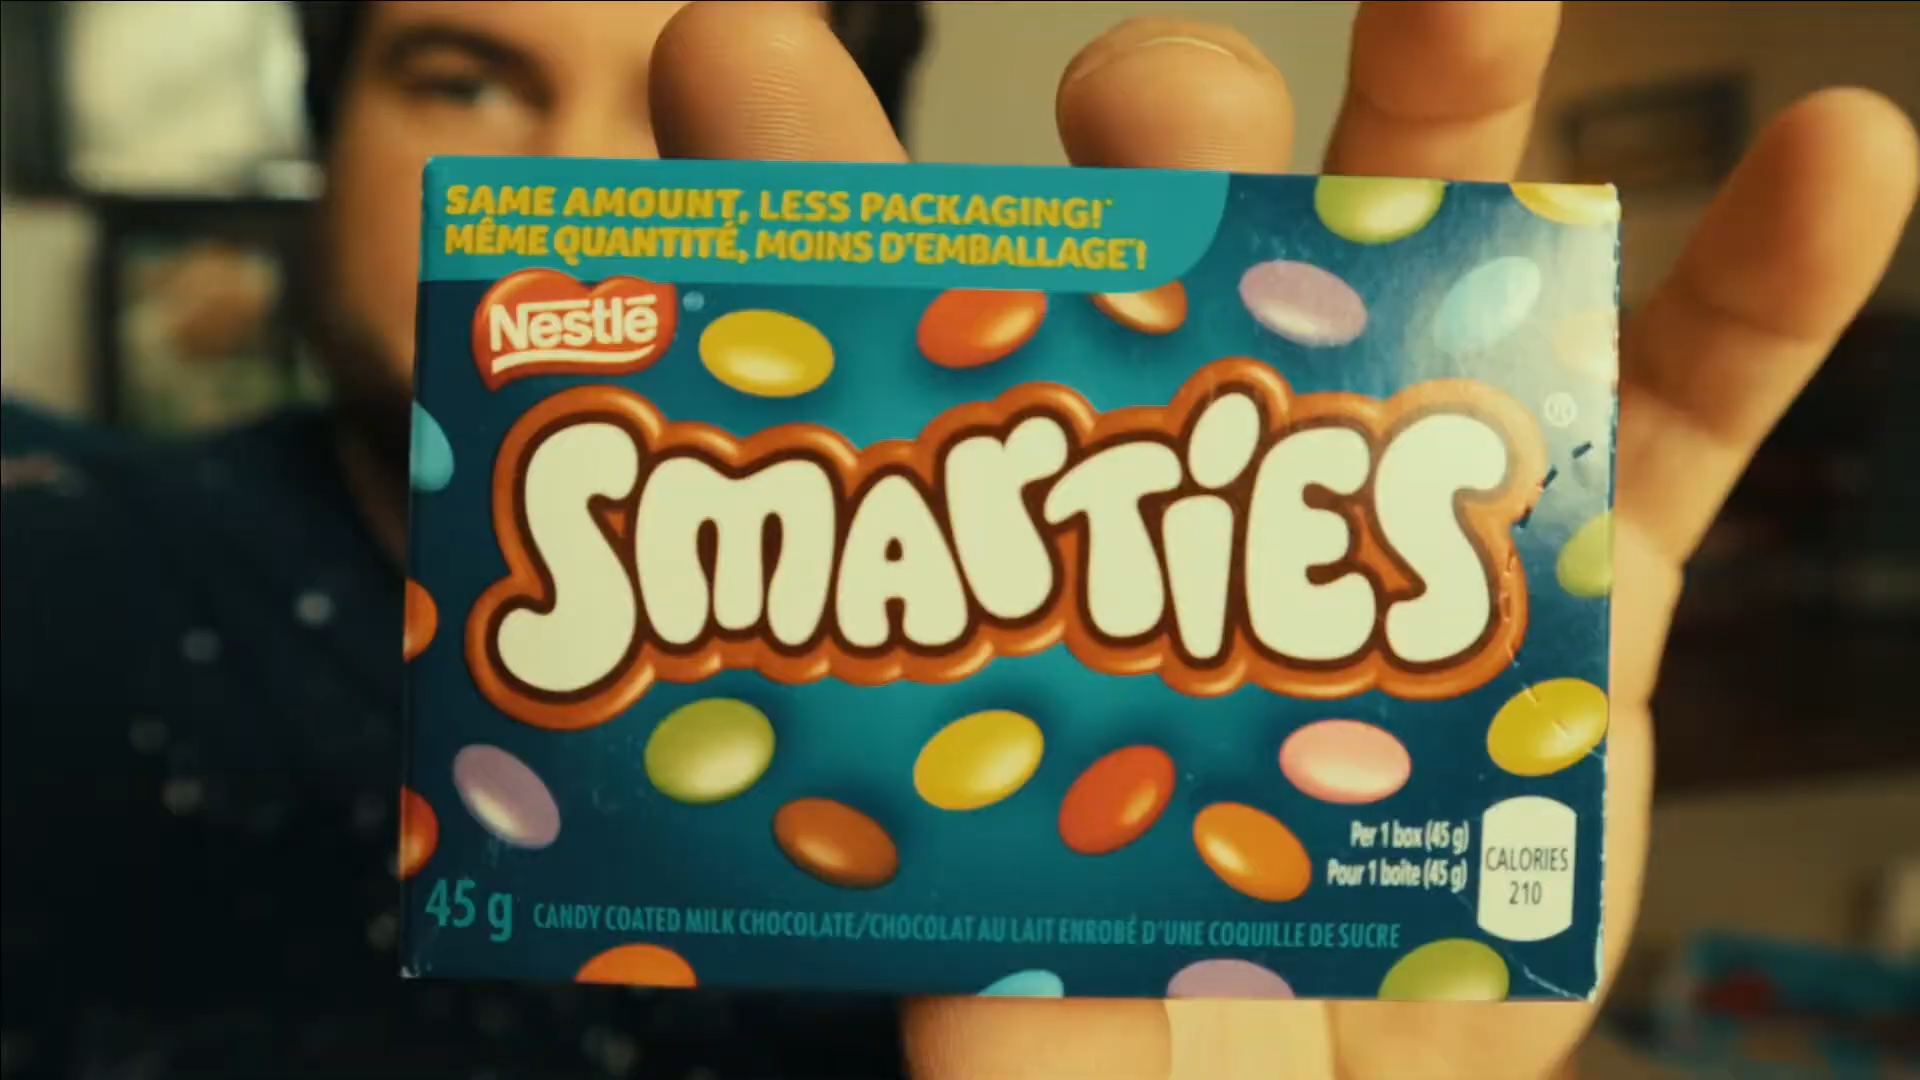 SAME AMOUNT, LESS PACKAGING!*
MÊME QUANTITÉ, MOINS D'EMBALLAGE*!
Nestlé
SMARTIES
®
Per 1 box (45 g)
Pour 1 boîte (45 g)
CALORIES
210
45 g CANDY COATED MILK CHOCOLATE/CHOCOLAT AU LAIT ENROBÉ D'UNE COQUILLE DE SUCRE